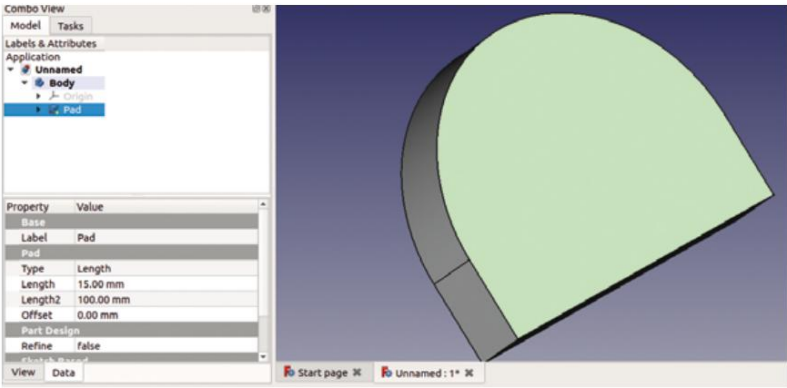 Combo View
Model Tasks
Labels & Attributes
Application
Unnamed
Body
Origin
Pad
Property Value
Base
Label Pad
Pad
Type Length
Length 15.00 mm
Length2 100.00 mm
Offset 0.00 mm
Part Design
Refine false
Sketch Based
View Data
Start page Unnamed : 1*